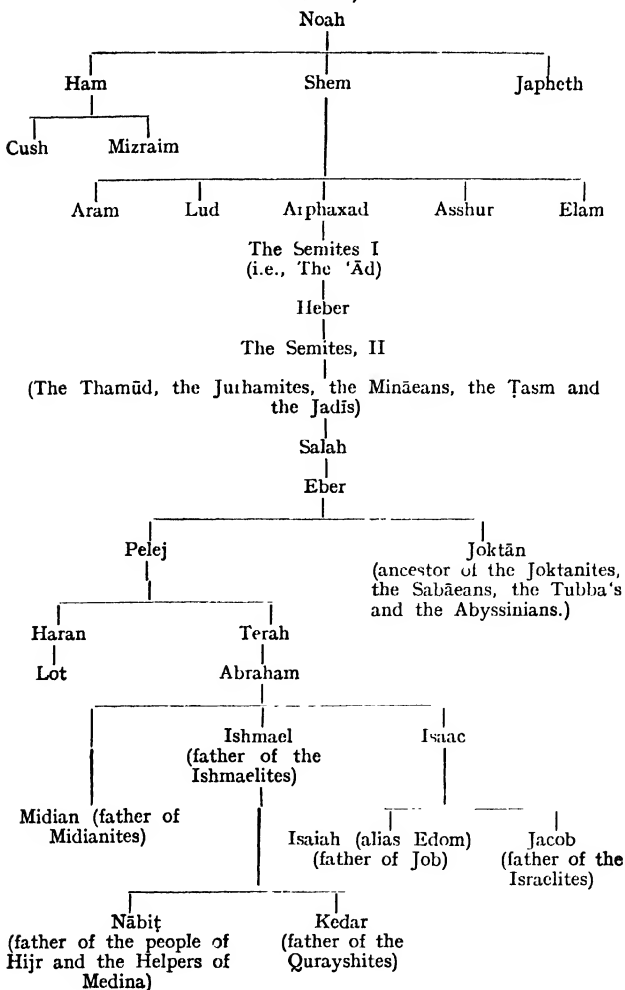 Noah
Ham Shem Japheth
Cush Mizraim
Aram Lud Arphaxad Asshur Elam
The Semites I
(i.e., The ‘Ād)
Heber
The Semites, II
(The Thamūd, the Jurhamites, the Mināeans, the Ṭasm and
the Jadīs)
Salah
Eber
Pelej Joktān
(ancestor of the Joktanites,
the Sabāeans, the Tubba's
and the Abyssinians.)
Haran Terah
Lot Abraham
Ishmael Isaac
(father of the
Ishmaelites)
Midian (father of
Midianites)
Isaiah (alias Edom) Jacob
(father of Job) (father of the
Israelites)
Nābiṭ Kedar
(father of the people of (father of the
Hijr and the Helpers of Qurayshites)
Medina)